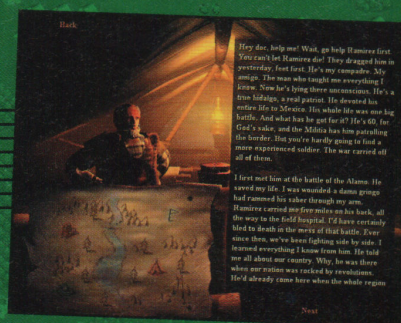 Back
Hey doc, help me! Wait, go help Ramirez first
You can't let Ramirez die! They dragged him in
yesterday, feet first. He's my compadre. My
amigo. The man who taught me everything I
know. Now he's lying there unconscious. He's a
true hidalgo, a real patriot. He devoted his
entire life to Mexico. His whole life was one big
battle. And what has he got for it? He's 60, for
God's sake, and the Militia has him patrolling
the border. But you're hardly going to find a
more experienced soldier. The war carried off
all of them.
I first met him at the battle of the Alamo. He
saved my life. I was wounded-a damn gringo
had rammed his saber through my arm.
Ramirez carried me five miles on his back, all
the way to the field hospital. I'd have certainly
bled to death in the mess of that battle. Ever
since then, we've been fighting side by side. I
learned everything I know from him. He told
me all about our country. Why, he was there
when our nation was rocked by revolutions.
He'd already come here when the whole region
Next